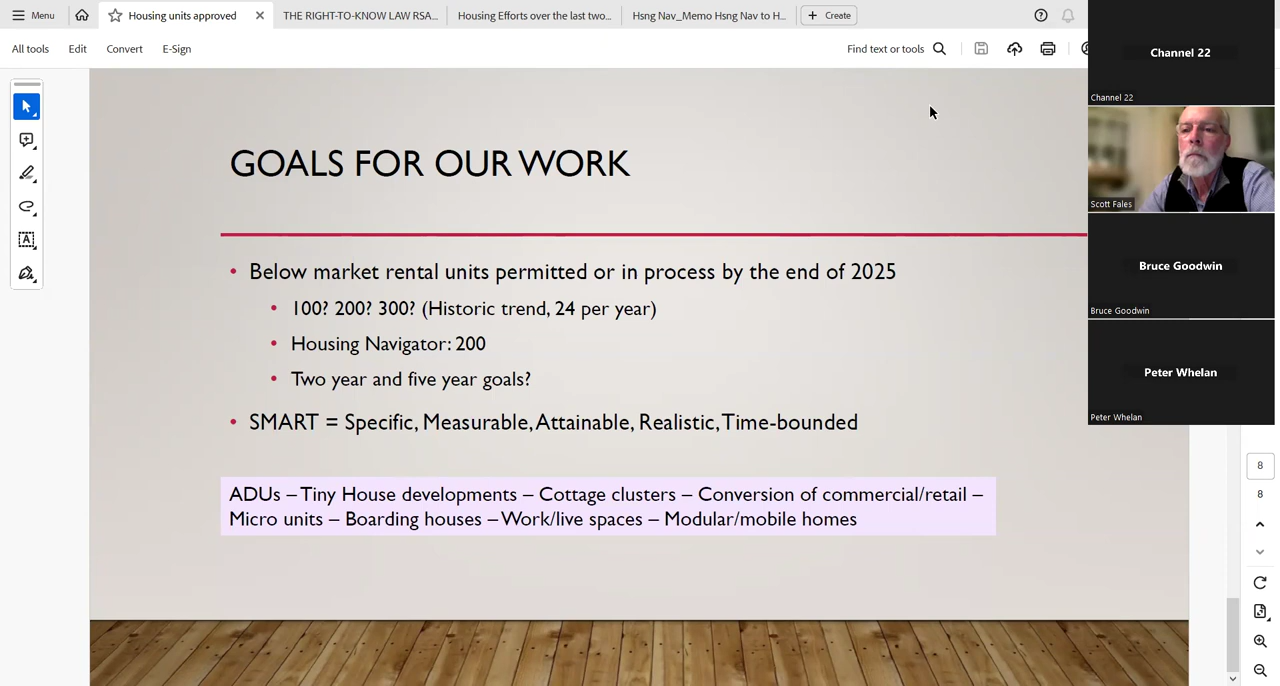 Menu
Housing units approved
THE RIGHT-TO-KNOW LAW RSA...
Housing Efforts over the last two...
Hsng Nav_Memo Hsng Nav to H...
+ Create
All tools
Edit
Convert
E-Sign
Find text or tools
GOALS FOR OUR WORK
• Below market rental units permitted or in process by the end of 2025
• 100? 200? 300? (Historic trend, 24 per year)
• Housing Navigator: 200
• Two year and five year goals?
• SMART = Specific, Measurable, Attainable, Realistic, Time-bounded
ADUs – Tiny House developments – Cottage clusters – Conversion of commercial/retail –
Micro units – Boarding houses – Work/live spaces – Modular/mobile homes
Channel 22
Channel 22
Scott Fales
Bruce Goodwin
Bruce Goodwin
Peter Whelan
Peter Whelan
8
8